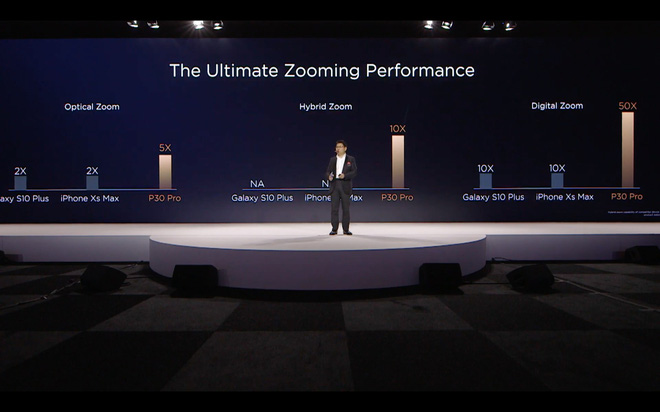 The Ultimate Zooming Performance
Optical Zoom
2X
2X
5X
axy S10 Plus
iPhone Xs Max
P30 Pro
Hybrid Zoom
NA
N
10X
Galaxy S10 Plus
iPhone
Max
P30 Pro
Digital Zoom
10X
10X
50X
Galaxy S10 Plus
iPhone Xs Max
P30 Pro